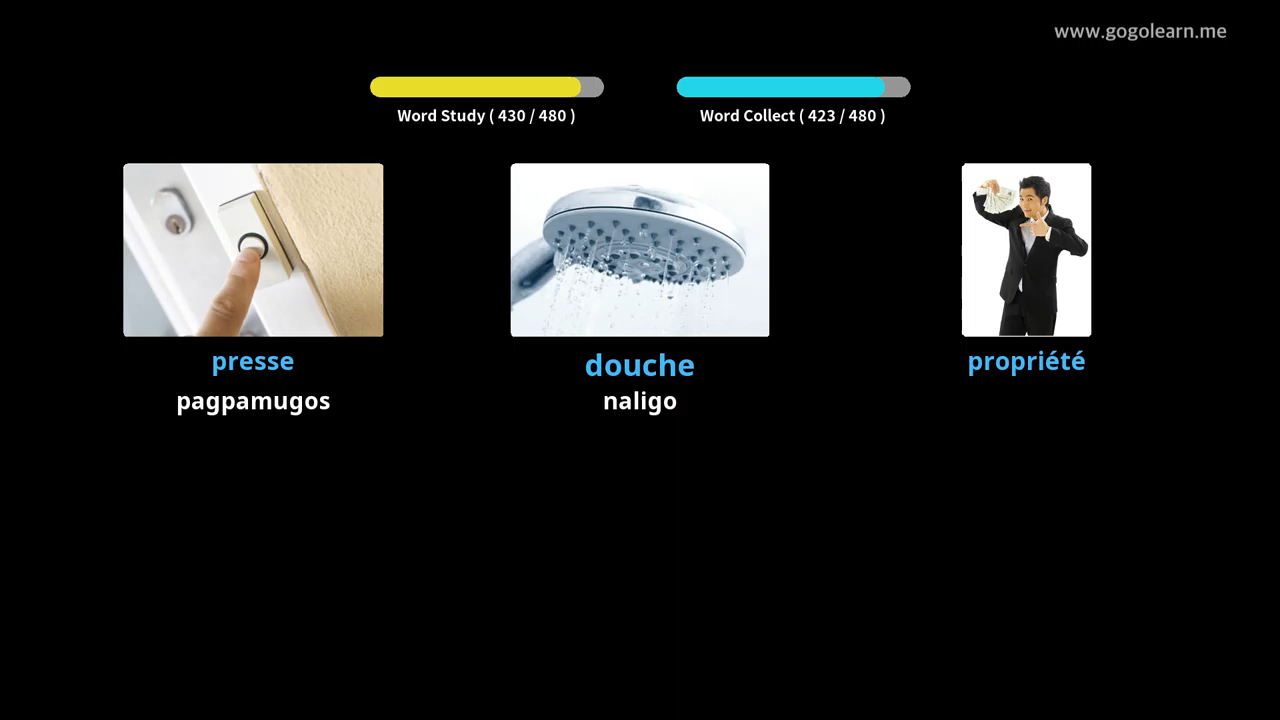 www.gogolearn.me
Word Study ( 430 / 480 )
Word Collect ( 423 / 480 )
presse
douche
propriété
pagpamugos
naligo